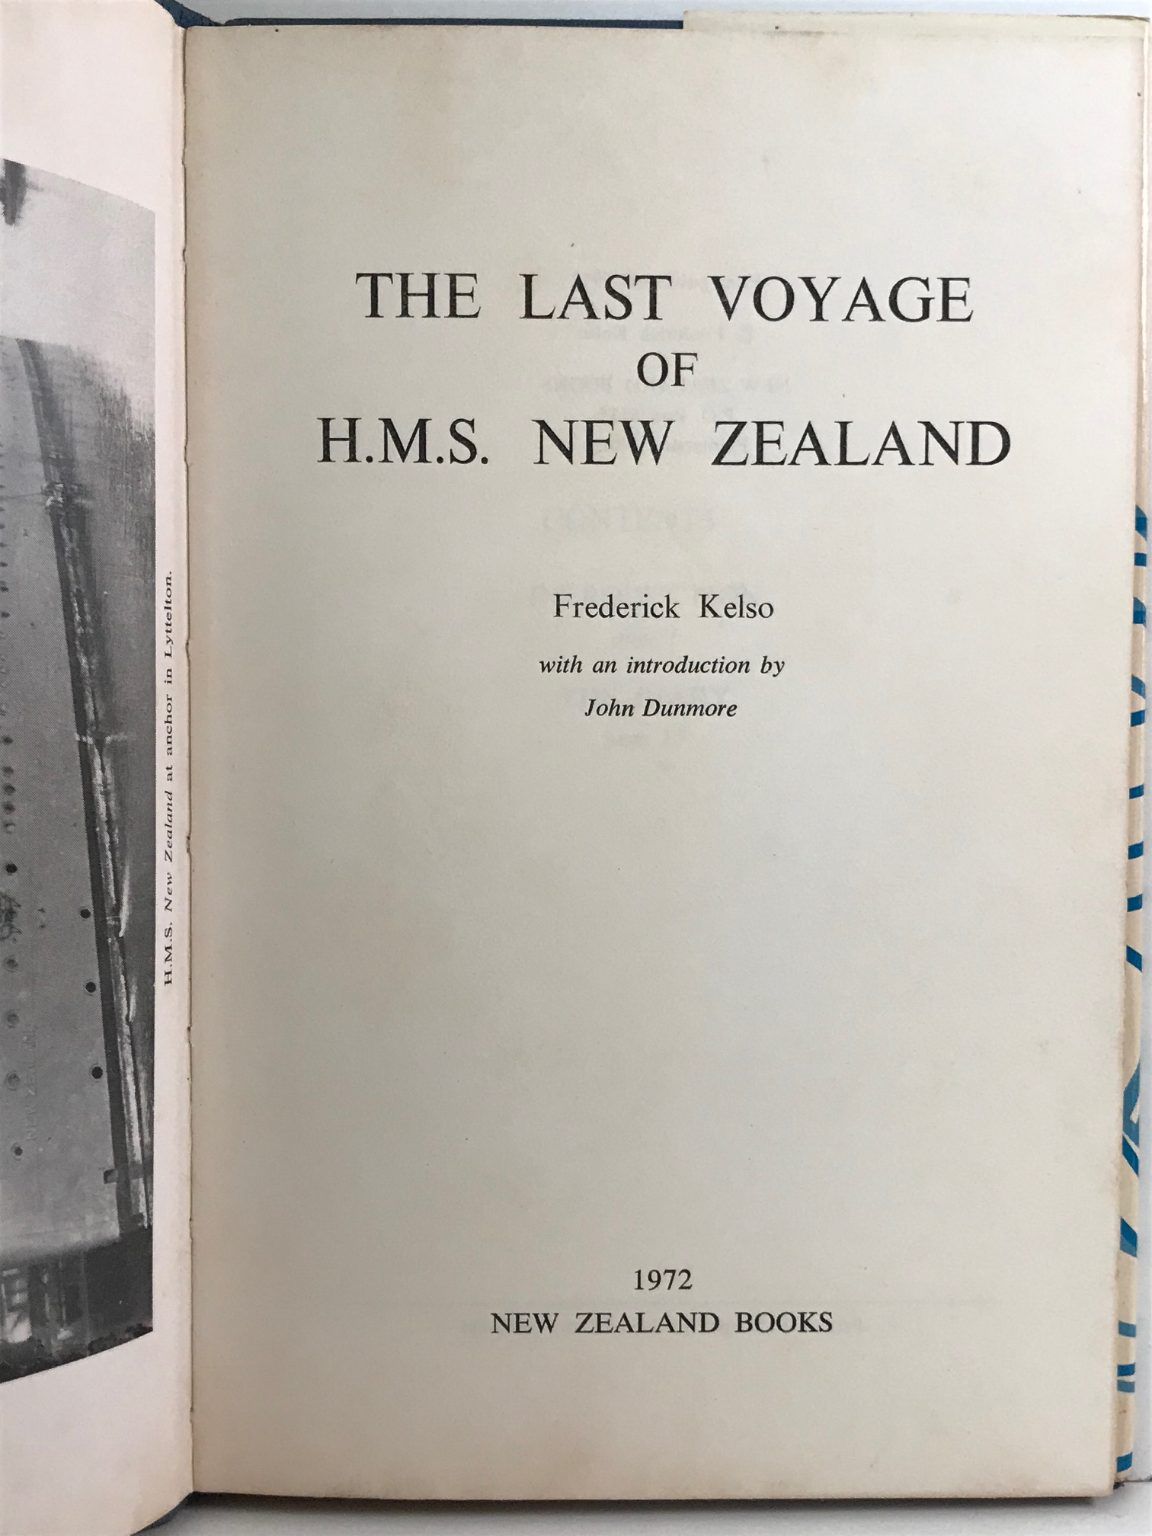 H.M.S. New Zealand at anchor in Lyttelton.
THE LAST VOYAGE
OF
H.M.S. NEW ZEALAND
Frederick Kelso
with an introduction by
John Dunmore
1972
NEW ZEALAND BOOKS